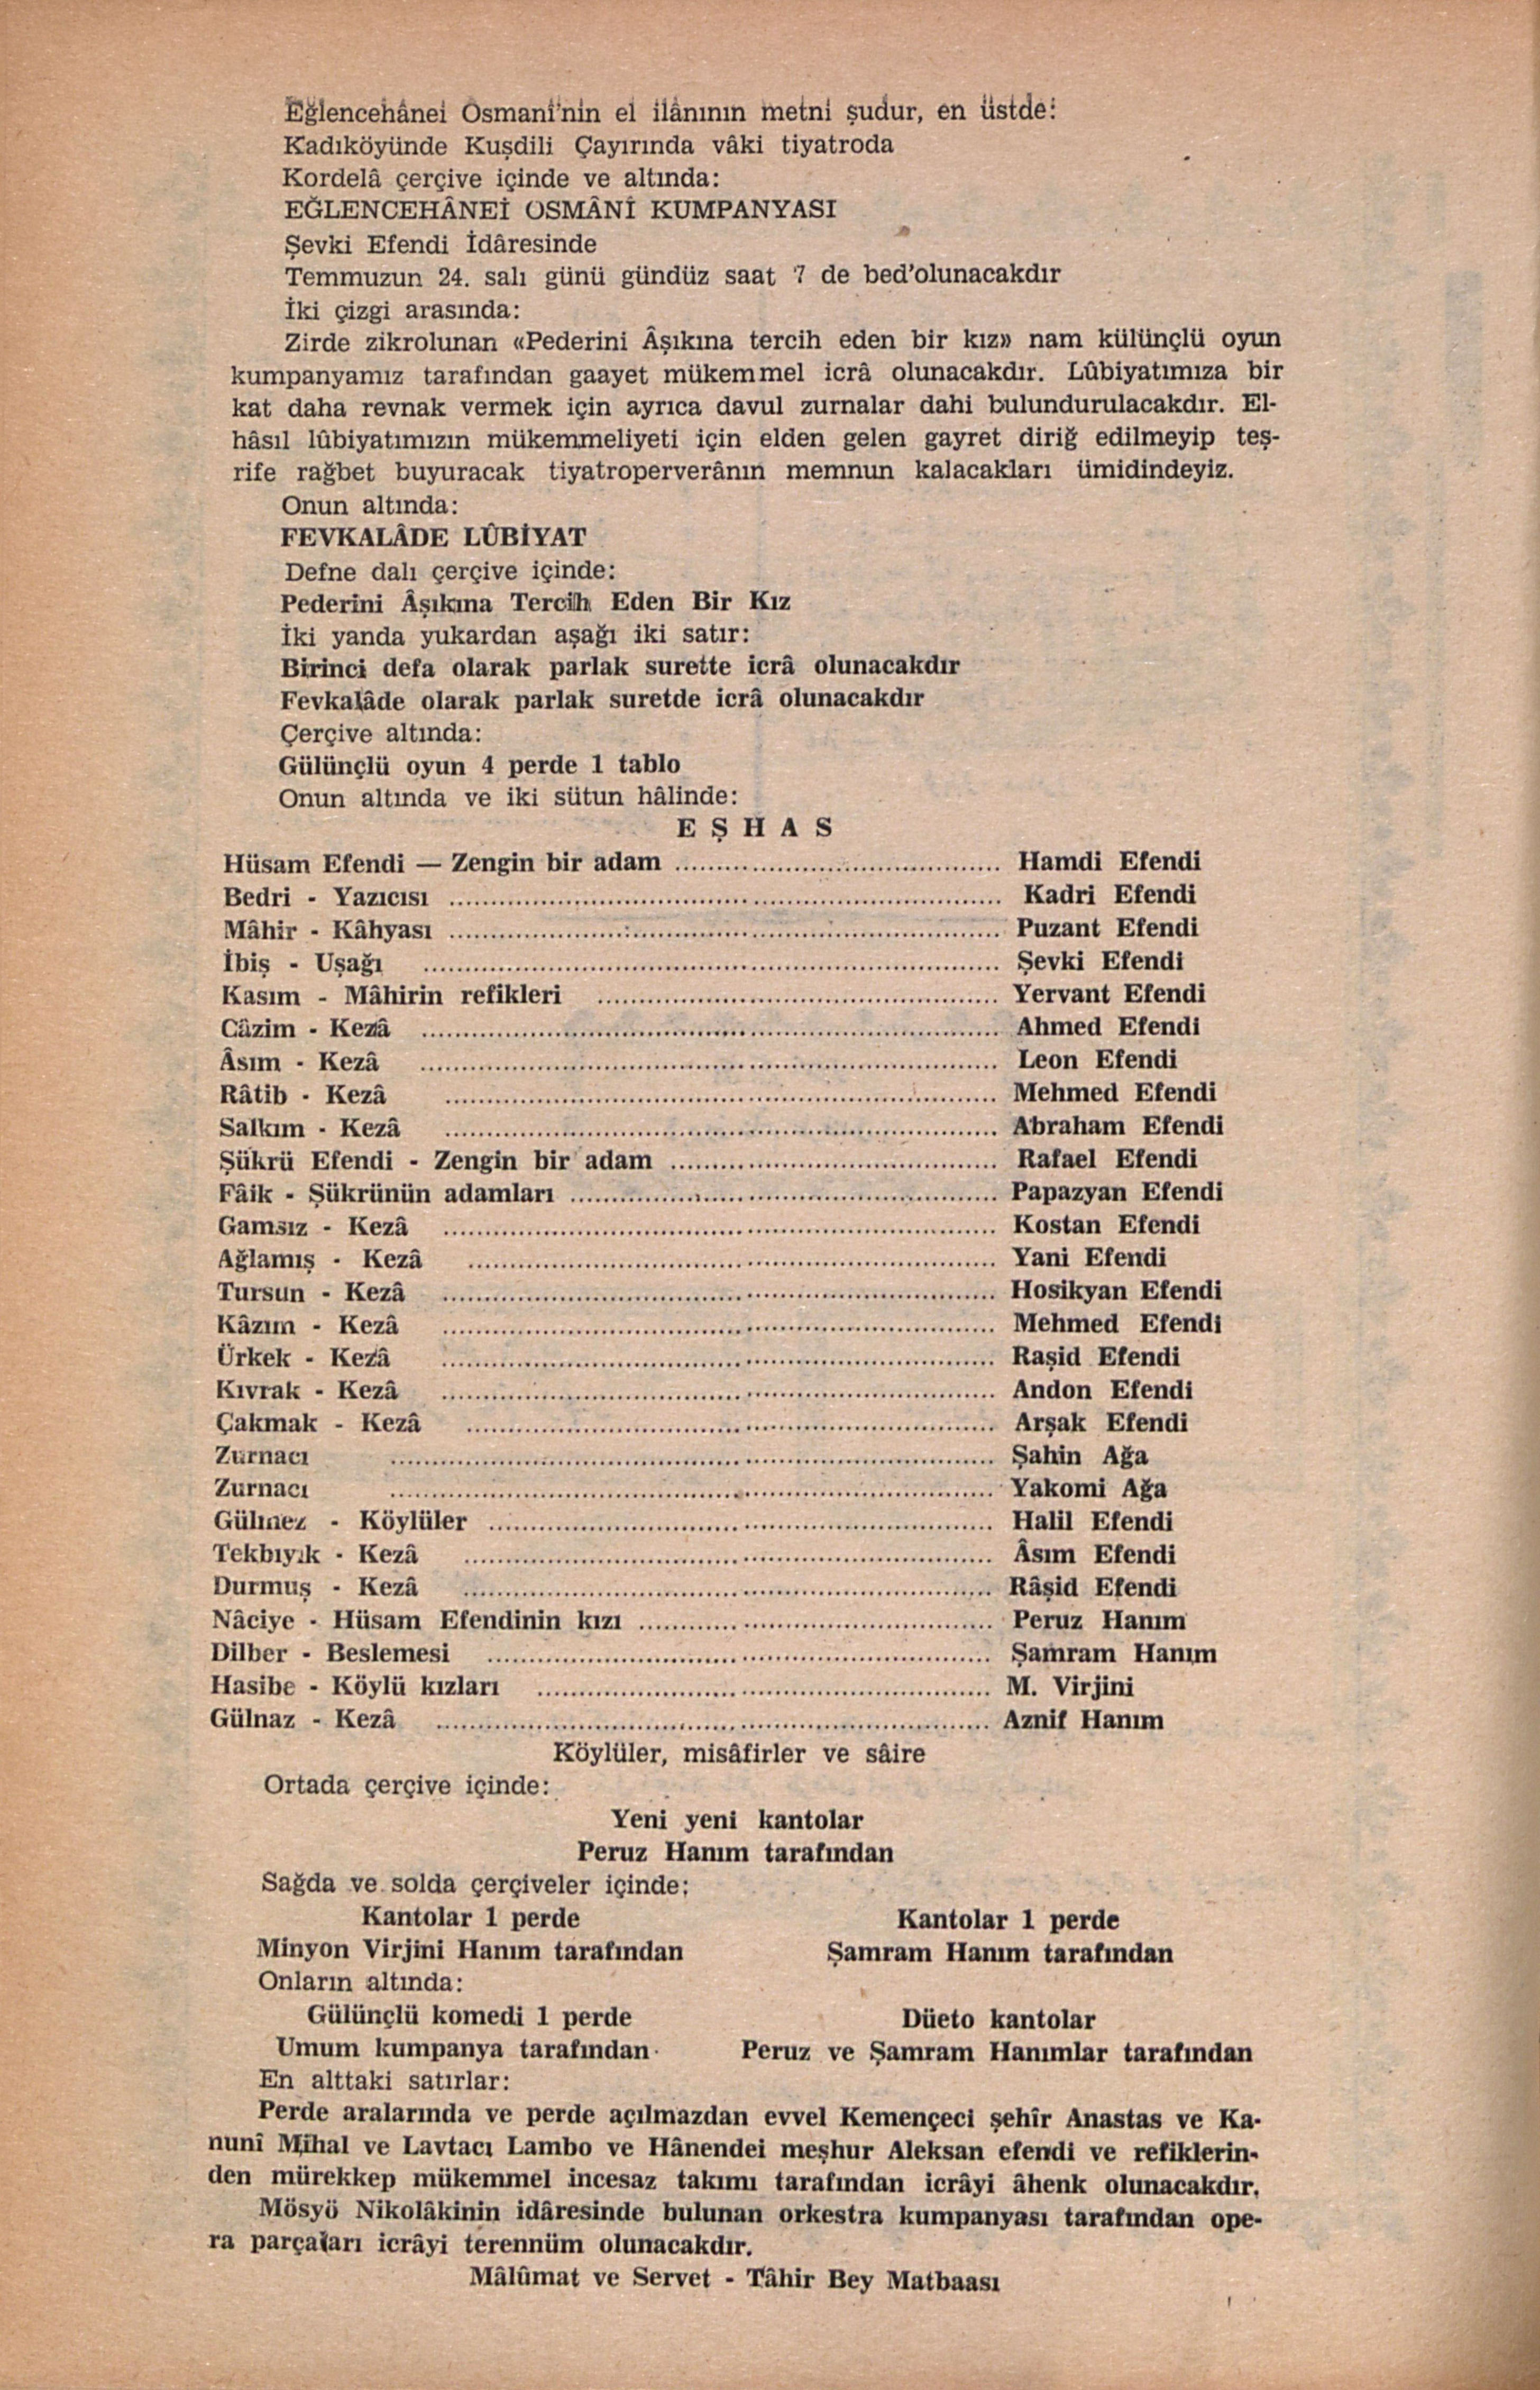 Eğlencehânei Osmanî'nin el ilânının metni şudur, en üstde:
Kadıköyünde Kuşdili Çayırında vâki tiyatroda
Kordelâ çerçive içinde ve altında:
EĞLENCEHÂNEİ OSMÂNİ KUMPANYASI
Şevki Efendi İdâresinde
Temmuzun 24. salı günü gündüz saat 7 de bed'olunacakdır
İki çizgi arasında:
Zirde zikrolunan «Pederini Âşıkına tercih eden bir kız» nam külünçlü oyun
kumpanyamız tarafından gaayet mükemmel icrâ olunacakdır. Lûbiyatımıza bir
kat daha revnak vermek için ayrıca davul zurnalar dahi bulundurulacakdır. El-
hâsıl lûbiyatımızın mükemmeliyeti için elden gelen gayret diriğ edilmeyip teş-
rife rağbet buyuracak tiyatroperverânın memnun kalacakları ümidindeyiz.
Onun altında:
FEVKALÂDE LÛBİYAT
Defne dalı çerçive içinde:
Pederini Âşıkına Tercih Eden Bir Kız
İki yanda yukardan aşağı iki satır:
Birinci defa olarak parlak surette icrâ olunacakdır
Fevkalâde olarak parlak suretde icrâ olunacakdır
Çerçive altında:
Gülünçlü oyun 4 perde 1 tablo
Onun altında ve iki sütun hâlinde:
E Ş H A S
Hüsam Efendi — Zengin bir adam ........ Hamdi Efendi
Bedri - Yazıcısı ........ Kadri Efendi
Mâhir - Kâhyası ........ Puzant Efendi
İbiş - Uşağı ........ Şevki Efendi
Kasım - Mâhirin refikleri ........ Yervant Efendi
Câzim - Kezâ ........ Ahmed Efendi
Âsım - Kezâ ........ Leon Efendi
Râtib - Kezâ ........ Mehmed Efendi
Salkım - Kezâ ........ Abraham Efendi
Şükrü Efendi - Zengin bir adam ........ Rafael Efendi
Fâik - Şükrünün adamları ........ Papazyan Efendi
Gamsız - Kezâ ........ Kostan Efendi
Ağlamış - Kezâ ........ Yani Efendi
Tursun - Kezâ ........ Hosikyan Efendi
Kâzım - Kezâ ........ Mehmed Efendi
Ürkek - Kezâ ........ Raşid Efendi
Kıvrak - Kezâ ........ Andon Efendi
Çakmak - Kezâ ........ Arşak Efendi
Zurnacı ........ Şahin Ağa
Zurnacı ........ Yakomi Ağa
Gülmez - Köylüler ........ Halil Efendi
Tekbıyık - Kezâ ........ Âsım Efendi
Durmuş - Kezâ ........ Râşid Efendi
Nâciye - Hüsam Efendinin kızı ........ Peruz Hanım
Dilber - Beslemesi ........ Şamram Hanım
Hasibe - Köylü kızları ........ M. Virjini
Gülnaz - Kezâ ........ Aznif Hanım
Köylüler, misâfirler ve sâire
Ortada çerçive içinde:
Yeni yeni kantolar
Peruz Hanım tarafından
Sağda ve solda çerçiveler içinde:
Kantolar 1 perde Kantolar 1 perde
Minyon Virjini Hanım tarafından Şamram Hanım tarafından
Onların altında:
Gülünçlü komedi 1 perde Düeto kantolar
Umum kumpanya tarafından Peruz ve Şamram Hanımlar tarafından
En alttaki satırlar:
Perde aralarında ve perde açılmazdan evvel Kemençeci şehîr Anastas ve Ka-
nunî Mihal ve Lavtacı Lambo ve Hânendei meşhur Aleksan efendi ve refiklerin-
den mürekkep mükemmel incesaz takımı tarafından icrâyi âhenk olunacakdır.
Mösyö Nikolâkinin idâresinde bulunan orkestra kumpanyası tarafından ope-
ra parçaları icrâyi terennüm olunacakdır.
Mâlûmat ve Servet - Tâhir Bey Matbaası